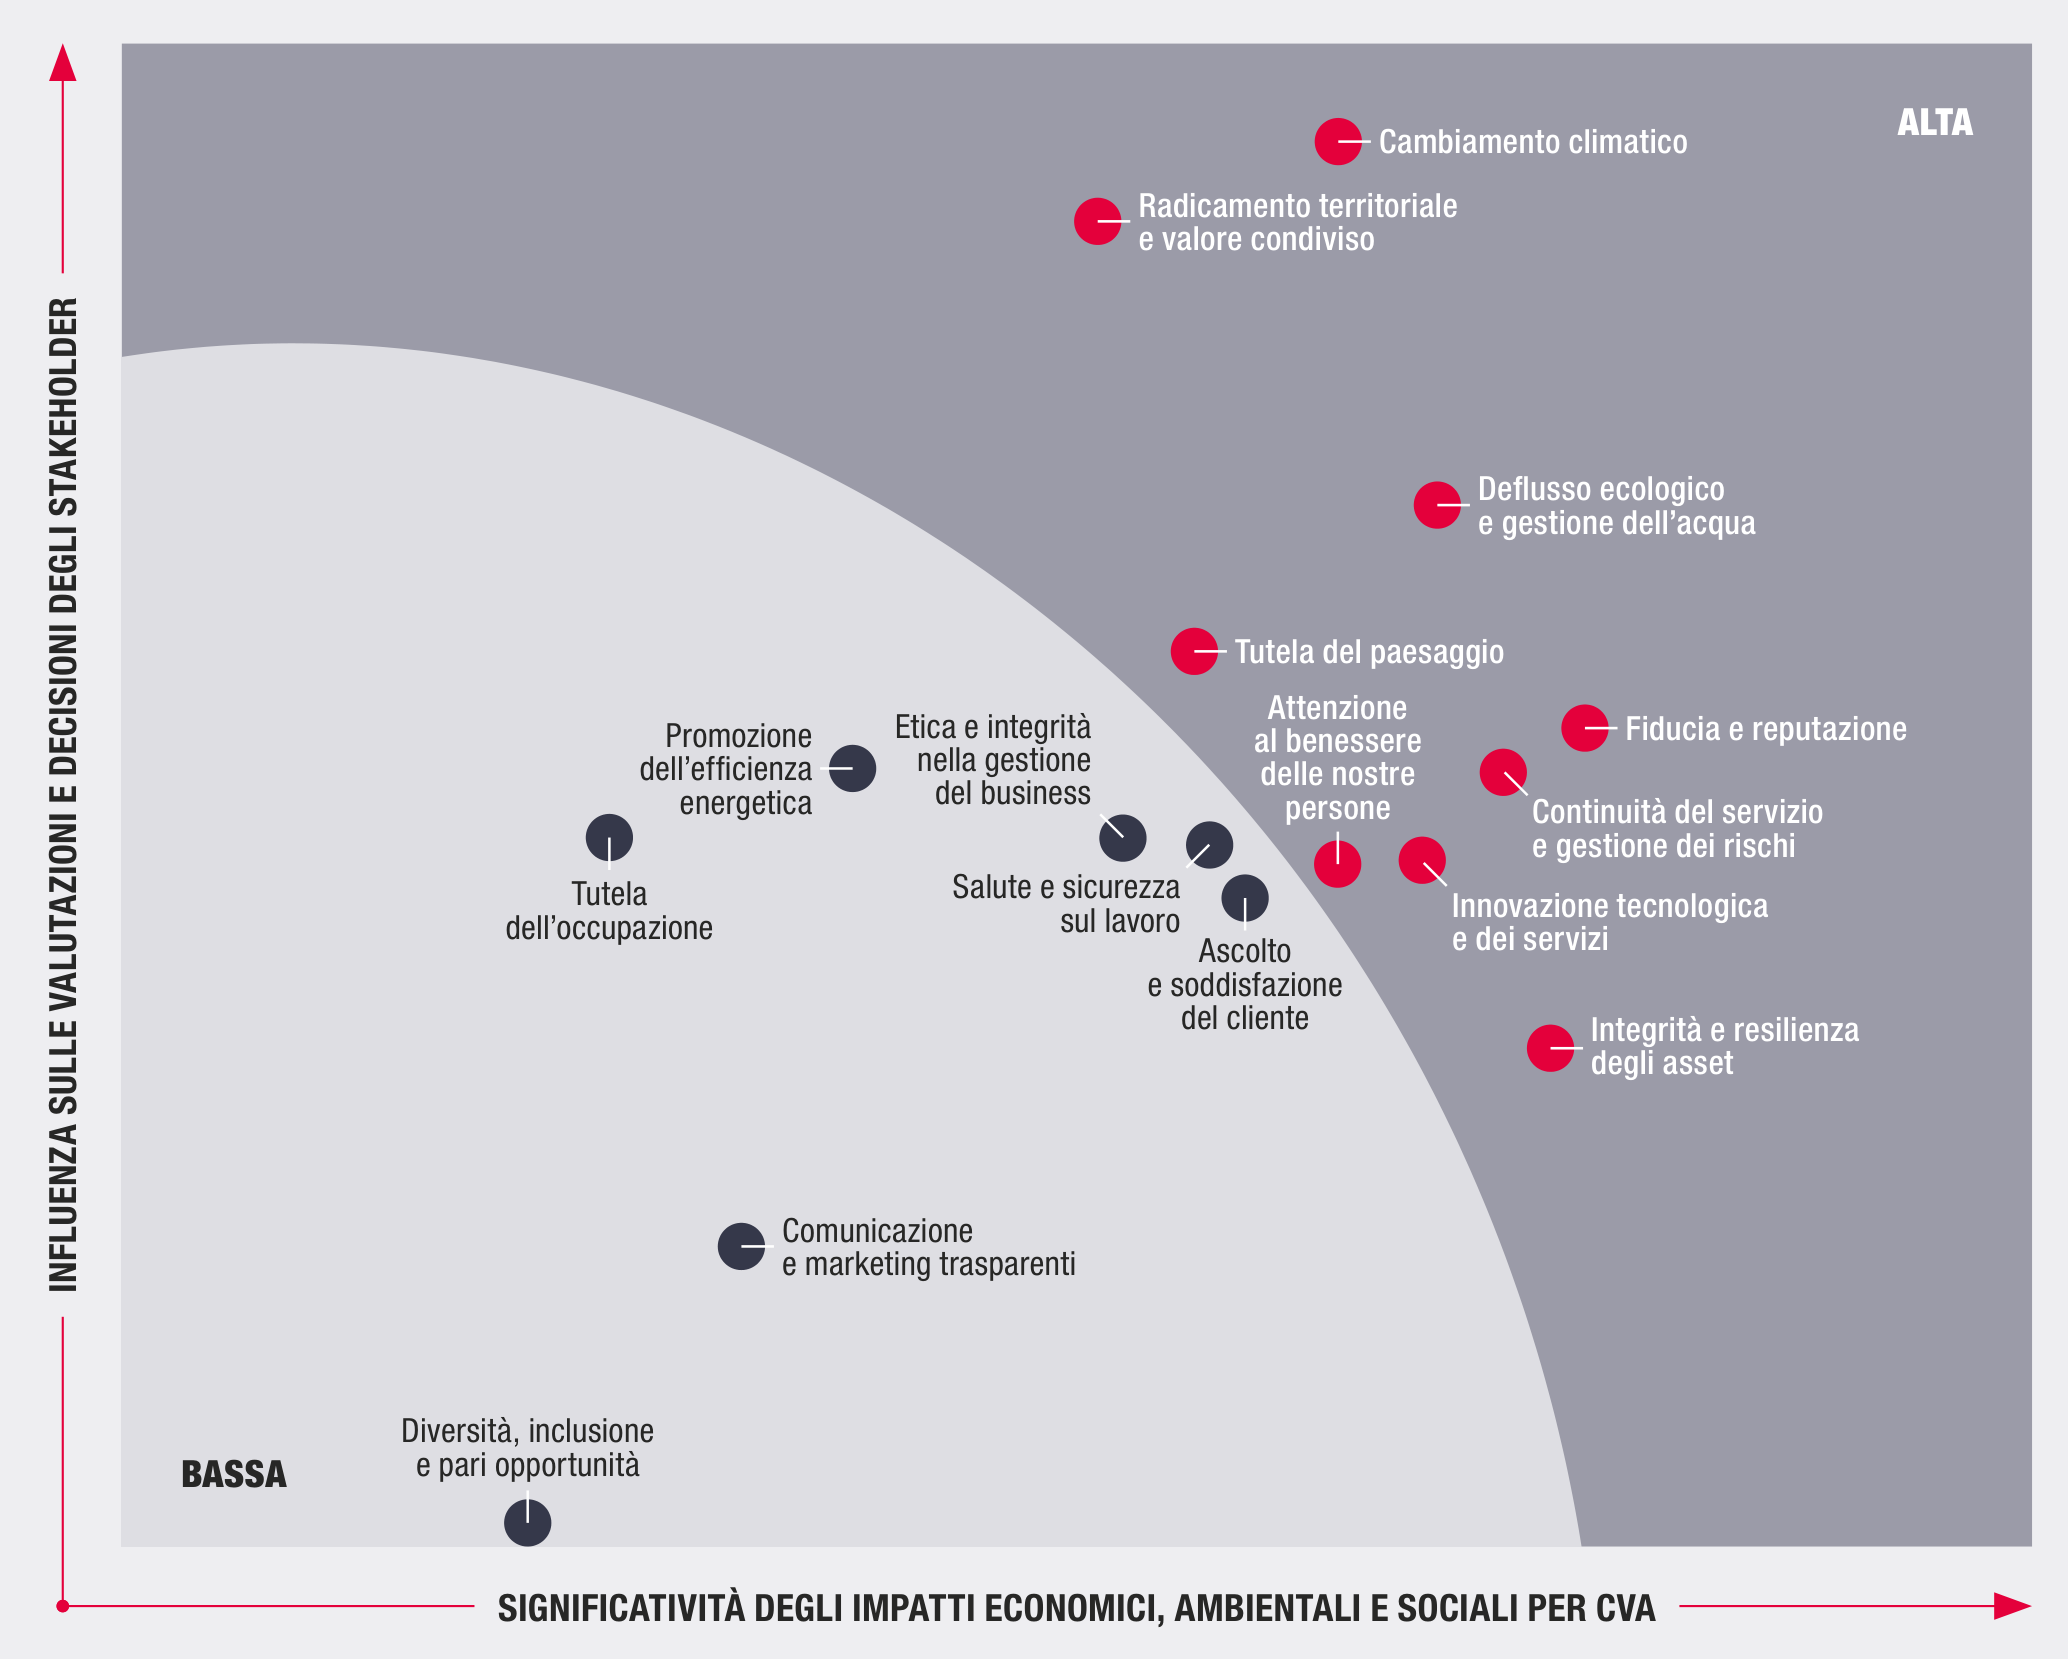 ALTA
Cambiamento climatico
Radicamento territoriale
e valore condiviso
Deflusso ecologico
e gestione dell’acqua
Tutela del paesaggio
Attenzione
al benessere
delle nostre
persone
Fiducia e reputazione
Continuità del servizio
e gestione dei rischi
Innovazione tecnologica
e dei servizi
Integrità e resilienza
degli asset
Promozione
dell’efficienza
energetica
Etica e integrità
nella gestione
del business
Tutela
dell’occupazione
Salute e sicurezza
sul lavoro
Ascolto
e soddisfazione
del cliente
Comunicazione
e marketing trasparenti
Diversità, inclusione
e pari opportunità
BASSA
INFLUENZA SULLE VALUTAZIONI E DECISIONI DEGLI STAKEHOLDER
SIGNIFICATIVITÀ DEGLI IMPATTI ECONOMICI, AMBIENTALI E SOCIALI PER CVA